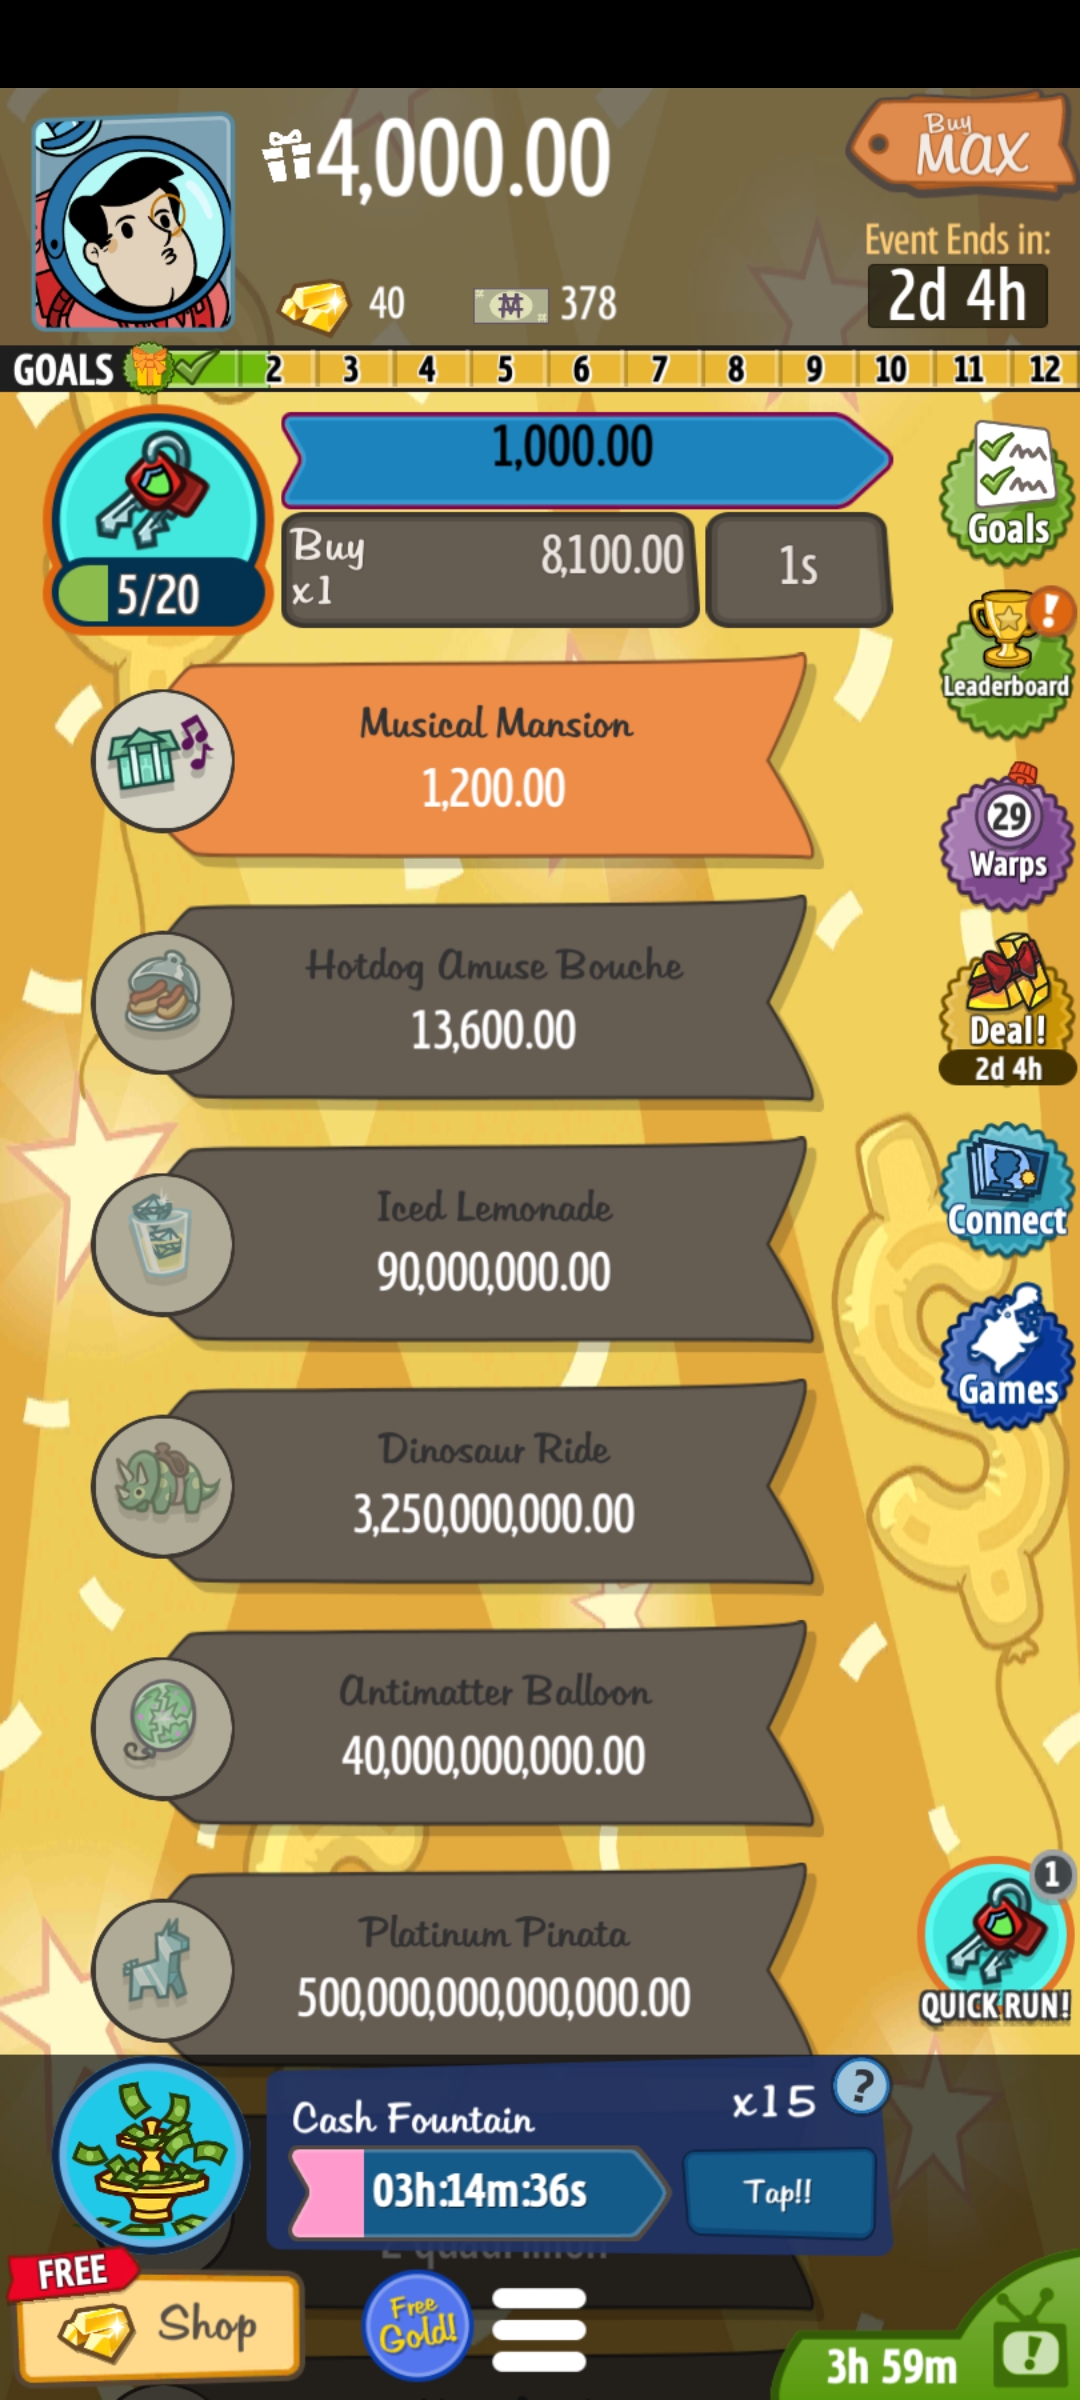 4,000.00
Buy
MAX
40
378
Event Ends in:
2d 4h
GOALS 2 3 4 5 6 7 8 9 10 11 12
1,000.00
5/20
Buy
x1
8,100.00
1s
Goals
Leaderboard
!
Musical Mansion
1,200.00
29
Warps
Hotdog Amuse Bouche
13,600.00
Deal!
2d 4h
Iced Lemonade
90,000,000.00
Connect
Games
Dinosaur Ride
3,250,000,000.00
Antimatter Balloon
40,000,000,000.00
Platinum Pinata
500,000,000,000,000.00
1
QUICK RUN!
Cash Fountain
x15
?
03h:14m:36s
Tap!!
FREE
Shop
Free
Gold!
3h 59m
!